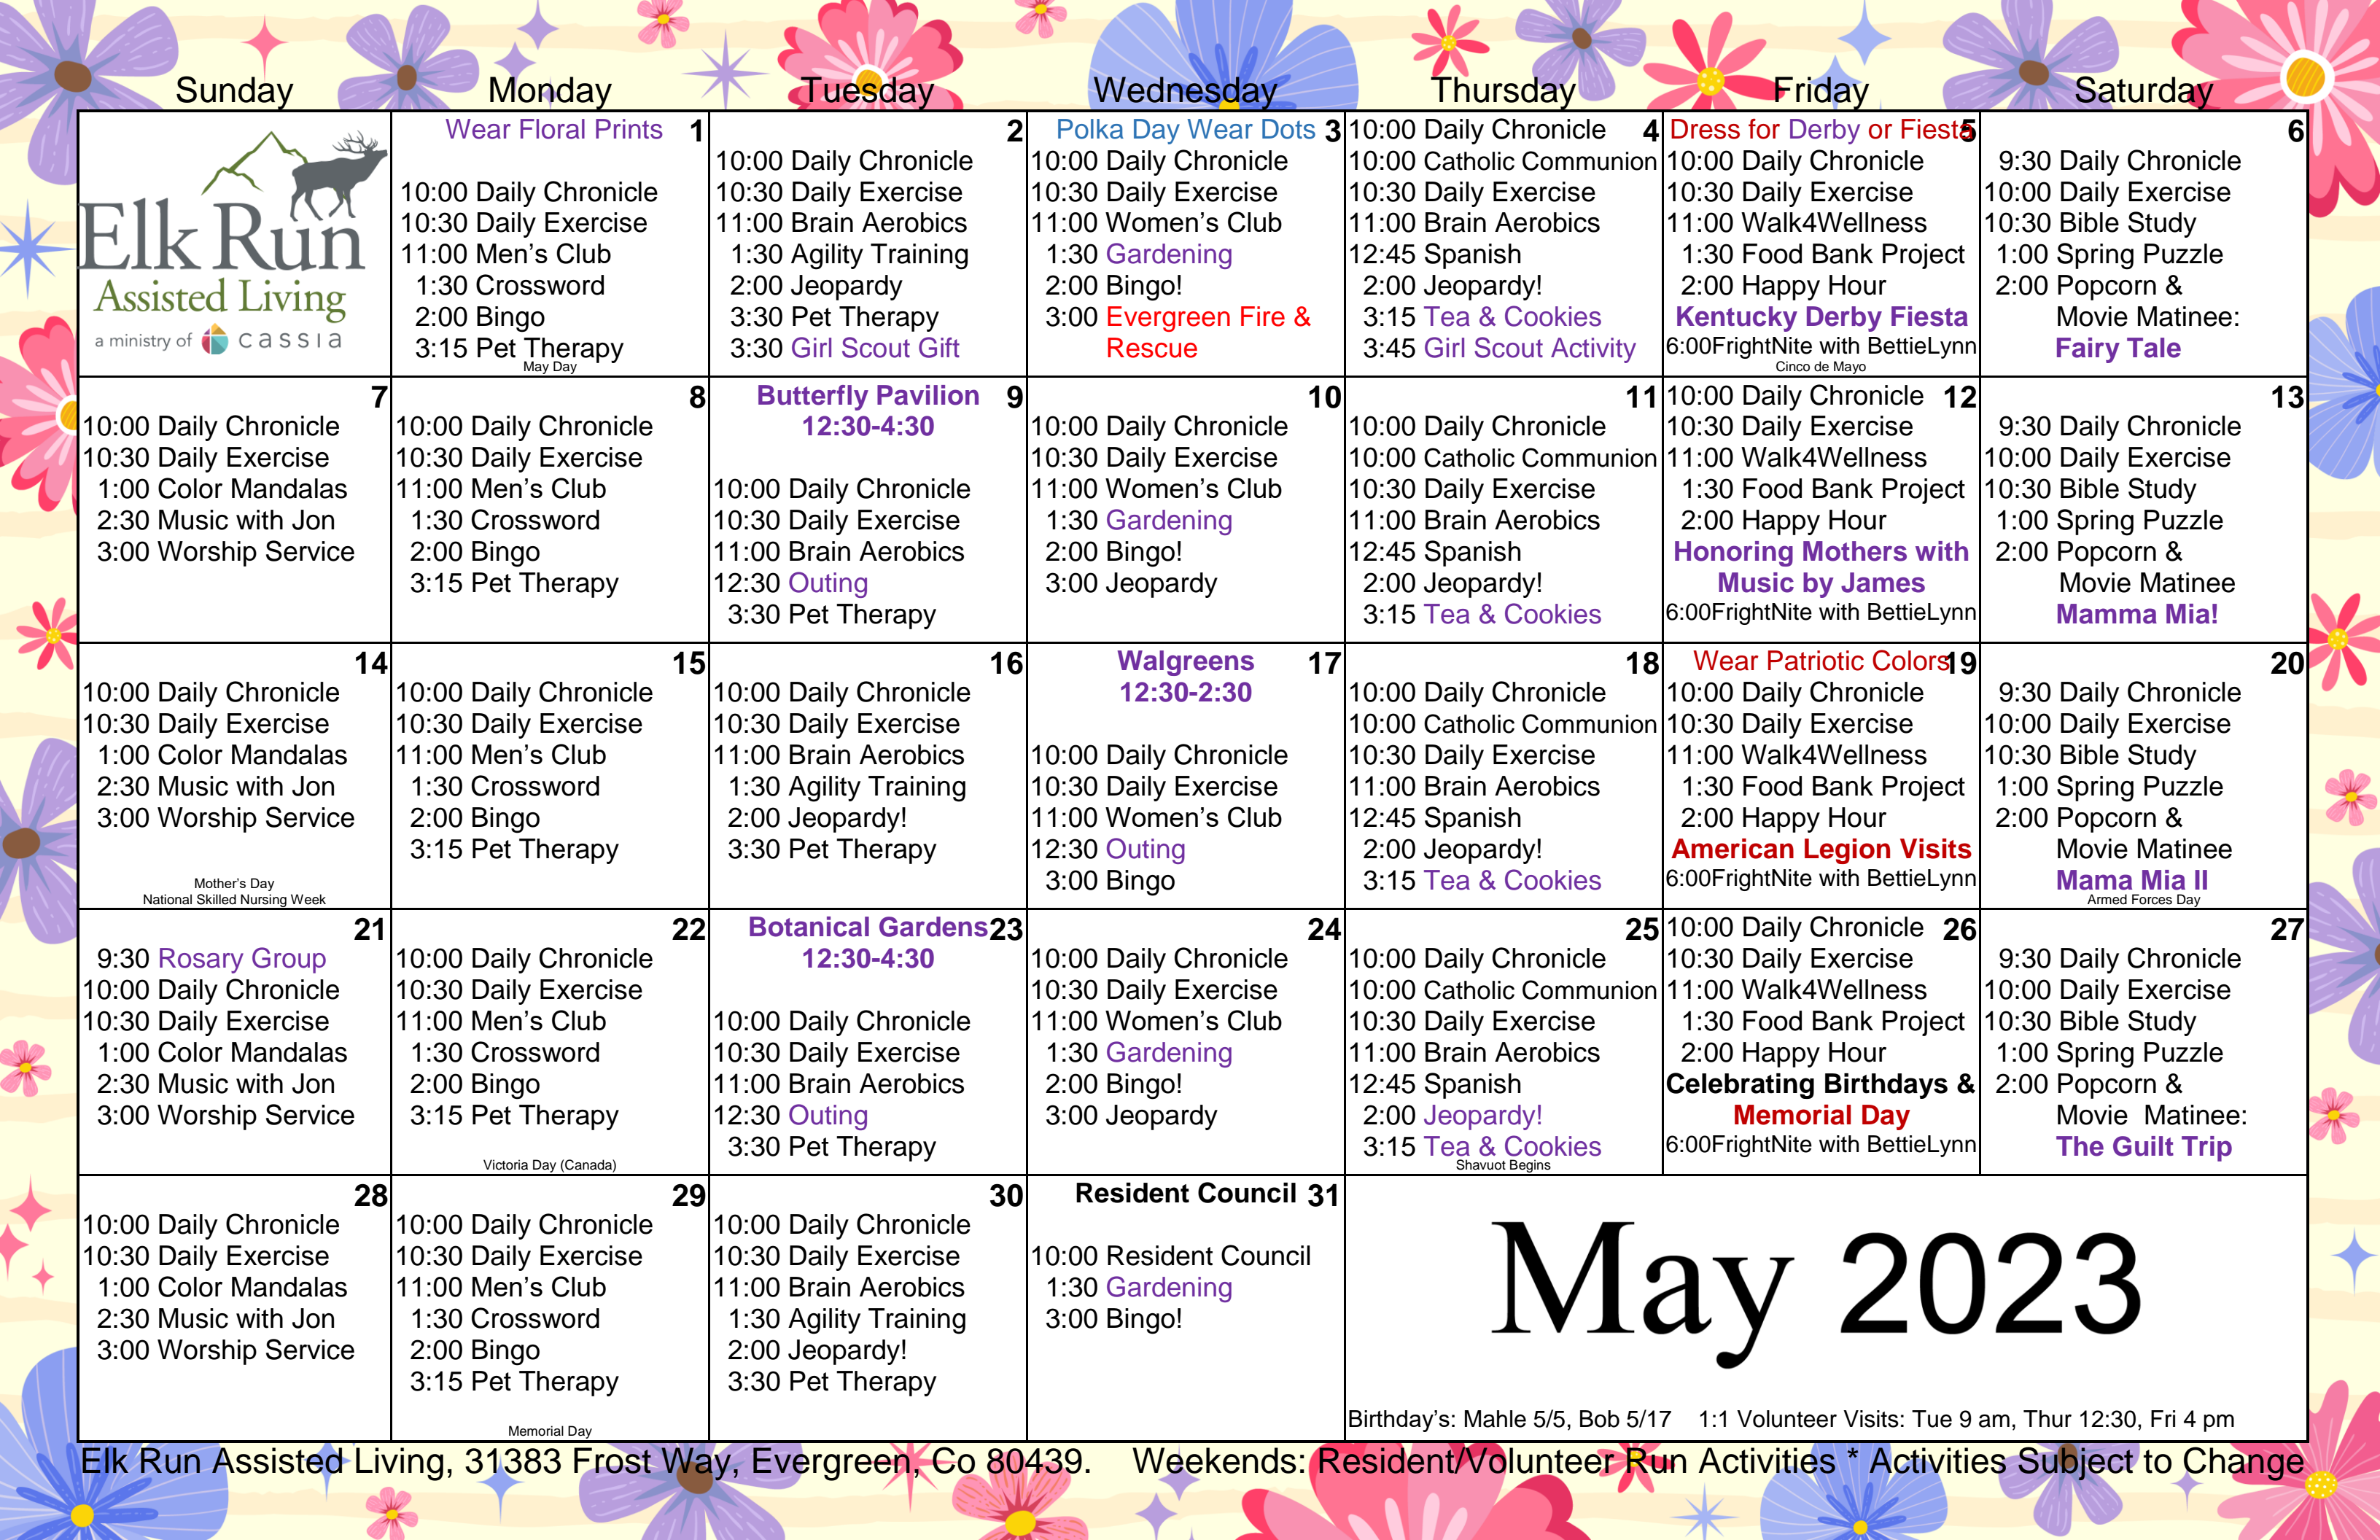 Sunday Monday Tuesday Wednesday Thursday Friday Saturday
Elk Run
Assisted Living
a ministry of cassia
Wear Floral Prints 1
10:00 Daily Chronicle
10:30 Daily Exercise
11:00 Men's Club
1:30 Crossword
2:00 Bingo
3:15 Pet Therapy
May Day
2
10:00 Daily Chronicle
10:30 Daily Exercise
11:00 Brain Aerobics
1:30 Agility Training
2:00 Jeopardy
3:30 Pet Therapy
3:30 Girl Scout Gift
Polka Day Wear Dots 3
10:00 Daily Chronicle
10:30 Daily Exercise
11:00 Women's Club
1:30 Gardening
2:00 Bingo!
3:00 Evergreen Fire &
Rescue
10:00 Daily Chronicle 4
10:00 Catholic Communion
10:30 Daily Exercise
11:00 Brain Aerobics
12:45 Spanish
2:00 Jeopardy!
3:15 Tea & Cookies
3:45 Girl Scout Activity
Dress for Derby or Fiesta 5
10:00 Daily Chronicle
10:30 Daily Exercise
11:00 Walk4Wellness
1:30 Food Bank Project
2:00 Happy Hour
Kentucky Derby Fiesta
6:00FrightNite with BettieLynn
Cinco de Mayo
6
9:30 Daily Chronicle
10:00 Daily Exercise
10:30 Bible Study
1:00 Spring Puzzle
2:00 Popcorn &
Movie Matinee:
Fairy Tale
7
10:00 Daily Chronicle
10:30 Daily Exercise
1:00 Color Mandalas
2:30 Music with Jon
3:00 Worship Service
8
10:00 Daily Chronicle
10:30 Daily Exercise
11:00 Men's Club
1:30 Crossword
2:00 Bingo
3:15 Pet Therapy
Butterfly Pavilion 9
12:30-4:30
10:00 Daily Chronicle
10:30 Daily Exercise
11:00 Brain Aerobics
12:30 Outing
3:30 Pet Therapy
10
10:00 Daily Chronicle
10:30 Daily Exercise
11:00 Women's Club
1:30 Gardening
2:00 Bingo!
3:00 Jeopardy
11
10:00 Daily Chronicle
10:00 Catholic Communion
10:30 Daily Exercise
11:00 Brain Aerobics
12:45 Spanish
2:00 Jeopardy!
3:15 Tea & Cookies
10:00 Daily Chronicle 12
10:30 Daily Exercise
11:00 Walk4Wellness
1:30 Food Bank Project
2:00 Happy Hour
Honoring Mothers with
Music by James
6:00FrightNite with BettieLynn
13
9:30 Daily Chronicle
10:00 Daily Exercise
10:30 Bible Study
1:00 Spring Puzzle
2:00 Popcorn &
Movie Matinee
Mamma Mia!
14
10:00 Daily Chronicle
10:30 Daily Exercise
1:00 Color Mandalas
2:30 Music with Jon
3:00 Worship Service
Mother's Day
National Skilled Nursing Week
15
10:00 Daily Chronicle
10:30 Daily Exercise
11:00 Men's Club
1:30 Crossword
2:00 Bingo
3:15 Pet Therapy
16
10:00 Daily Chronicle
10:30 Daily Exercise
11:00 Brain Aerobics
1:30 Agility Training
2:00 Jeopardy!
3:30 Pet Therapy
Walgreens 17
12:30-2:30
10:00 Daily Chronicle
10:30 Daily Exercise
11:00 Women's Club
12:30 Outing
3:00 Bingo
18
10:00 Daily Chronicle
10:00 Catholic Communion
10:30 Daily Exercise
11:00 Brain Aerobics
12:45 Spanish
2:00 Jeopardy!
3:15 Tea & Cookies
Wear Patriotic Colors 19
10:00 Daily Chronicle
10:30 Daily Exercise
11:00 Walk4Wellness
1:30 Food Bank Project
2:00 Happy Hour
American Legion Visits
6:00FrightNite with BettieLynn
20
9:30 Daily Chronicle
10:00 Daily Exercise
10:30 Bible Study
1:00 Spring Puzzle
2:00 Popcorn &
Movie Matinee
Mama Mia II
Armed Forces Day
21
9:30 Rosary Group
10:00 Daily Chronicle
10:30 Daily Exercise
1:00 Color Mandalas
2:30 Music with Jon
3:00 Worship Service
22
10:00 Daily Chronicle
10:30 Daily Exercise
11:00 Men's Club
1:30 Crossword
2:00 Bingo
3:15 Pet Therapy
Victoria Day (Canada)
Botanical Gardens 23
12:30-4:30
10:00 Daily Chronicle
10:30 Daily Exercise
11:00 Brain Aerobics
12:30 Outing
3:30 Pet Therapy
24
10:00 Daily Chronicle
10:30 Daily Exercise
11:00 Women's Club
1:30 Gardening
2:00 Bingo!
3:00 Jeopardy
25
10:00 Daily Chronicle
10:00 Catholic Communion
10:30 Daily Exercise
11:00 Brain Aerobics
12:45 Spanish
2:00 Jeopardy!
3:15 Tea & Cookies
Shavuot Begins
10:00 Daily Chronicle 26
10:30 Daily Exercise
11:00 Walk4Wellness
1:30 Food Bank Project
2:00 Happy Hour
Celebrating Birthdays &
Memorial Day
6:00FrightNite with BettieLynn
27
9:30 Daily Chronicle
10:00 Daily Exercise
10:30 Bible Study
1:00 Spring Puzzle
2:00 Popcorn &
Movie Matinee:
The Guilt Trip
28
10:00 Daily Chronicle
10:30 Daily Exercise
1:00 Color Mandalas
2:30 Music with Jon
3:00 Worship Service
29
10:00 Daily Chronicle
10:30 Daily Exercise
11:00 Men's Club
1:30 Crossword
2:00 Bingo
3:15 Pet Therapy
Memorial Day
30
10:00 Daily Chronicle
10:30 Daily Exercise
11:00 Brain Aerobics
1:30 Agility Training
2:00 Jeopardy!
3:30 Pet Therapy
Resident Council 31
10:00 Resident Council
1:30 Gardening
3:00 Bingo!
May 2023
Birthday's: Mahle 5/5, Bob 5/17 1:1 Volunteer Visits: Tue 9 am, Thur 12:30, Fri 4 pm
Elk Run Assisted Living, 31383 Frost Way, Evergreen, Co 80439. Weekends: Resident/Volunteer Run Activities * Activities Subject to Change